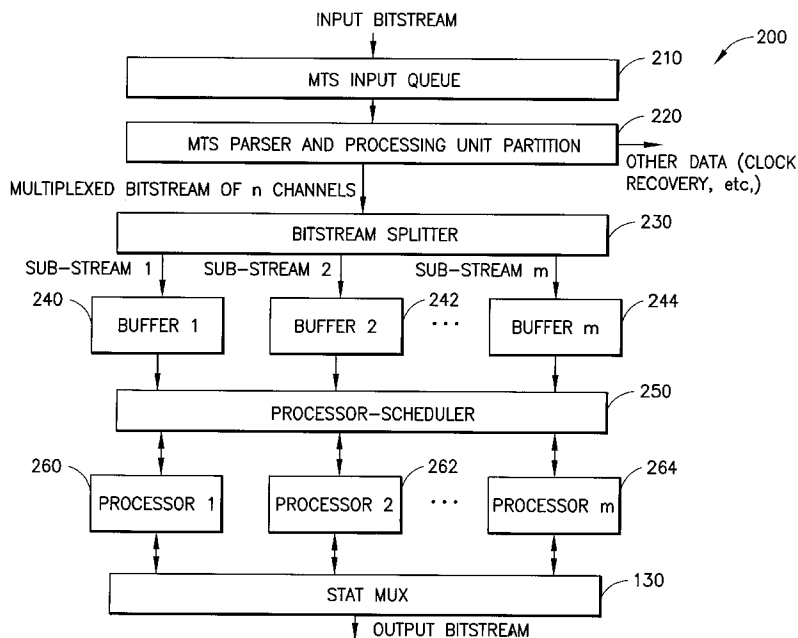 INPUT BITSTREAM
200
210
MTS INPUT QUEUE
220
MTS PARSER AND PROCESSING UNIT PARTITION
OTHER DATA (CLOCK
RECOVERY, etc,)
MULTIPLEXED BITSTREAM OF n CHANNELS
230
BITSTREAM SPLITTER
SUB-STREAM 1 SUB-STREAM 2 SUB-STREAM m
240 242 244
BUFFER 1 BUFFER 2 ... BUFFER m
250
PROCESSOR-SCHEDULER
260 262 264
PROCESSOR 1 PROCESSOR 2 ... PROCESSOR m
130
STAT MUX
OUTPUT BITSTREAM